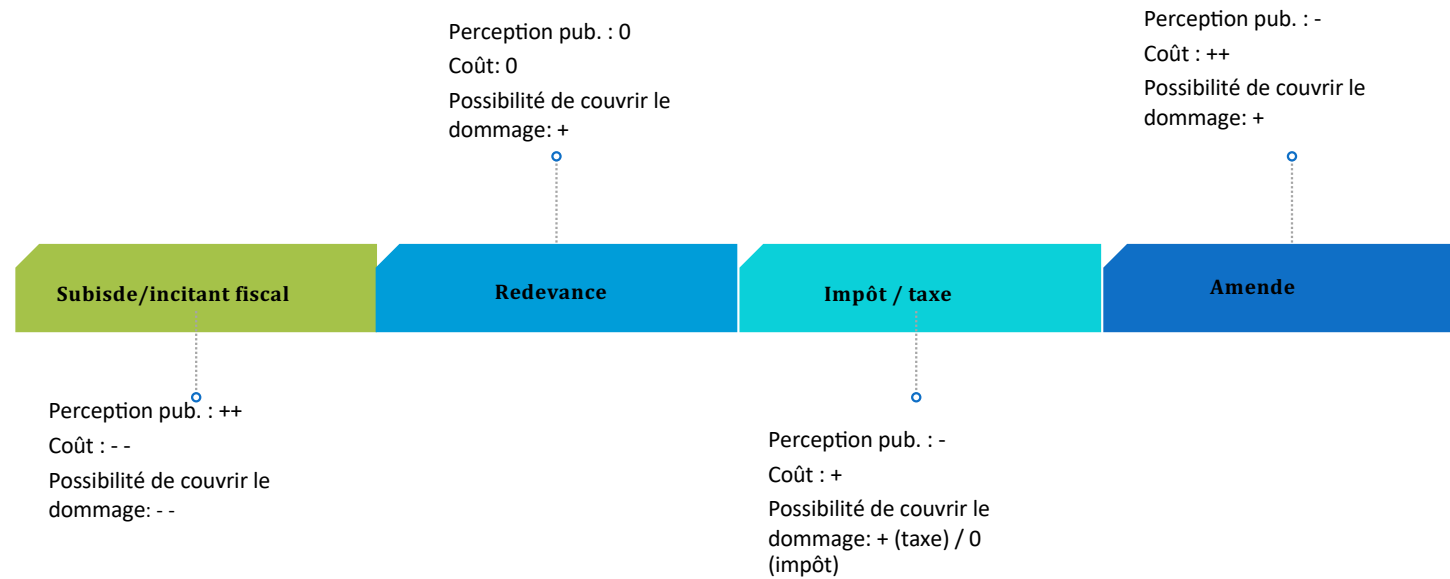 Perception pub. : 0
Coût: 0
Possibilité de couvrir le
dommage: +
Perception pub. : -
Coût : ++
Possibilité de couvrir le
dommage: +
Subisde/incitant fiscal
Redevance
Impôt / taxe
Amende
Perception pub. : ++
Coût : - -
Possibilité de couvrir le
dommage: - -
Perception pub. : -
Coût : +
Possibilité de couvrir le
dommage: + (taxe) / 0
(impôt)